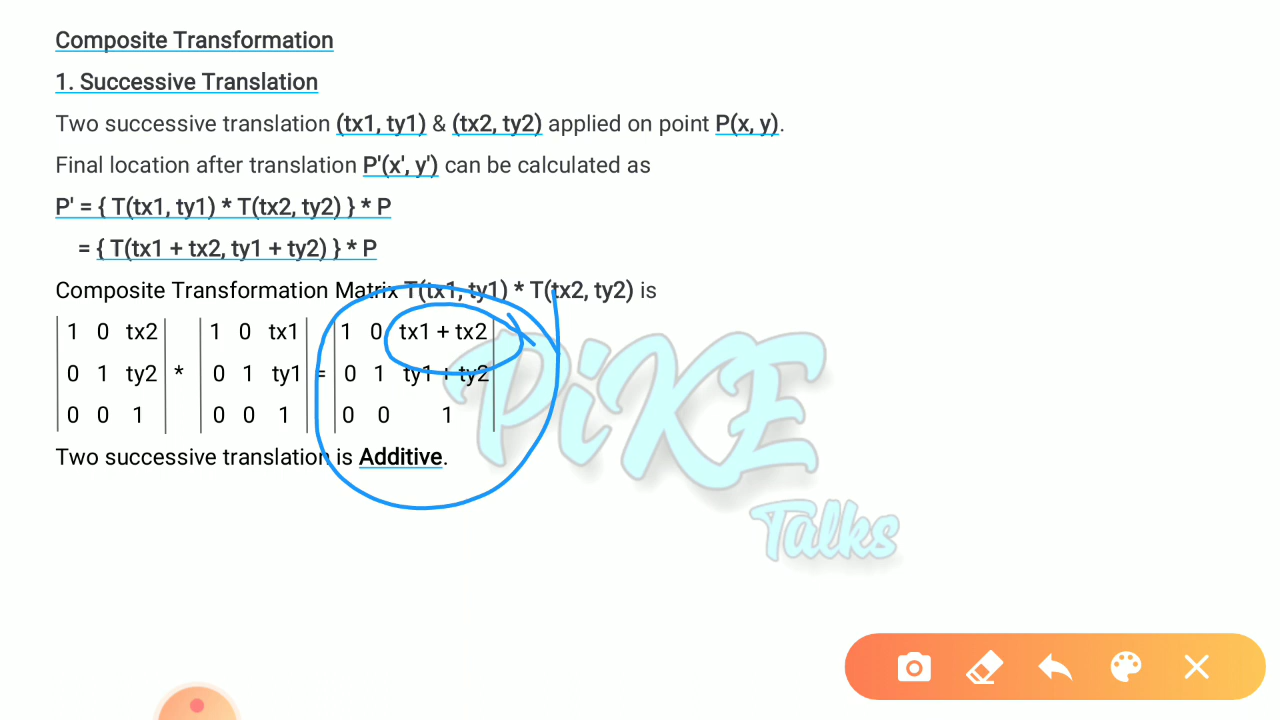 Composite Transformation
1. Successive Translation
Two successive translation (tx1, ty1) & (tx2, ty2) applied on point P(x, y).
Final location after translation P'(x', y') can be calculated as
P' = { T(tx1, ty1) * T(tx2, ty2) } * P
= { T(tx1 + tx2, ty1 + ty2) } * P
Composite Transformation Matrix T(tx1, ty1) * T(tx2, ty2) is
| 1 0 tx2 | | 1 0 tx1 | | 1 0 tx1 + tx2 |
| 0 1 ty2 | * | 0 1 ty1 | = | 0 1 ty1 + ty2 |
| 0 0 1 | | 0 0 1 | | 0 0 1 |
Two successive translation is Additive.
PiKE
Talks